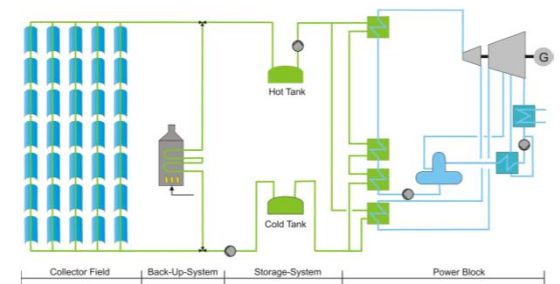 G
Hot Tank
Cold Tank
Collector Field
Back-Up-System
Storage-System
Power Block